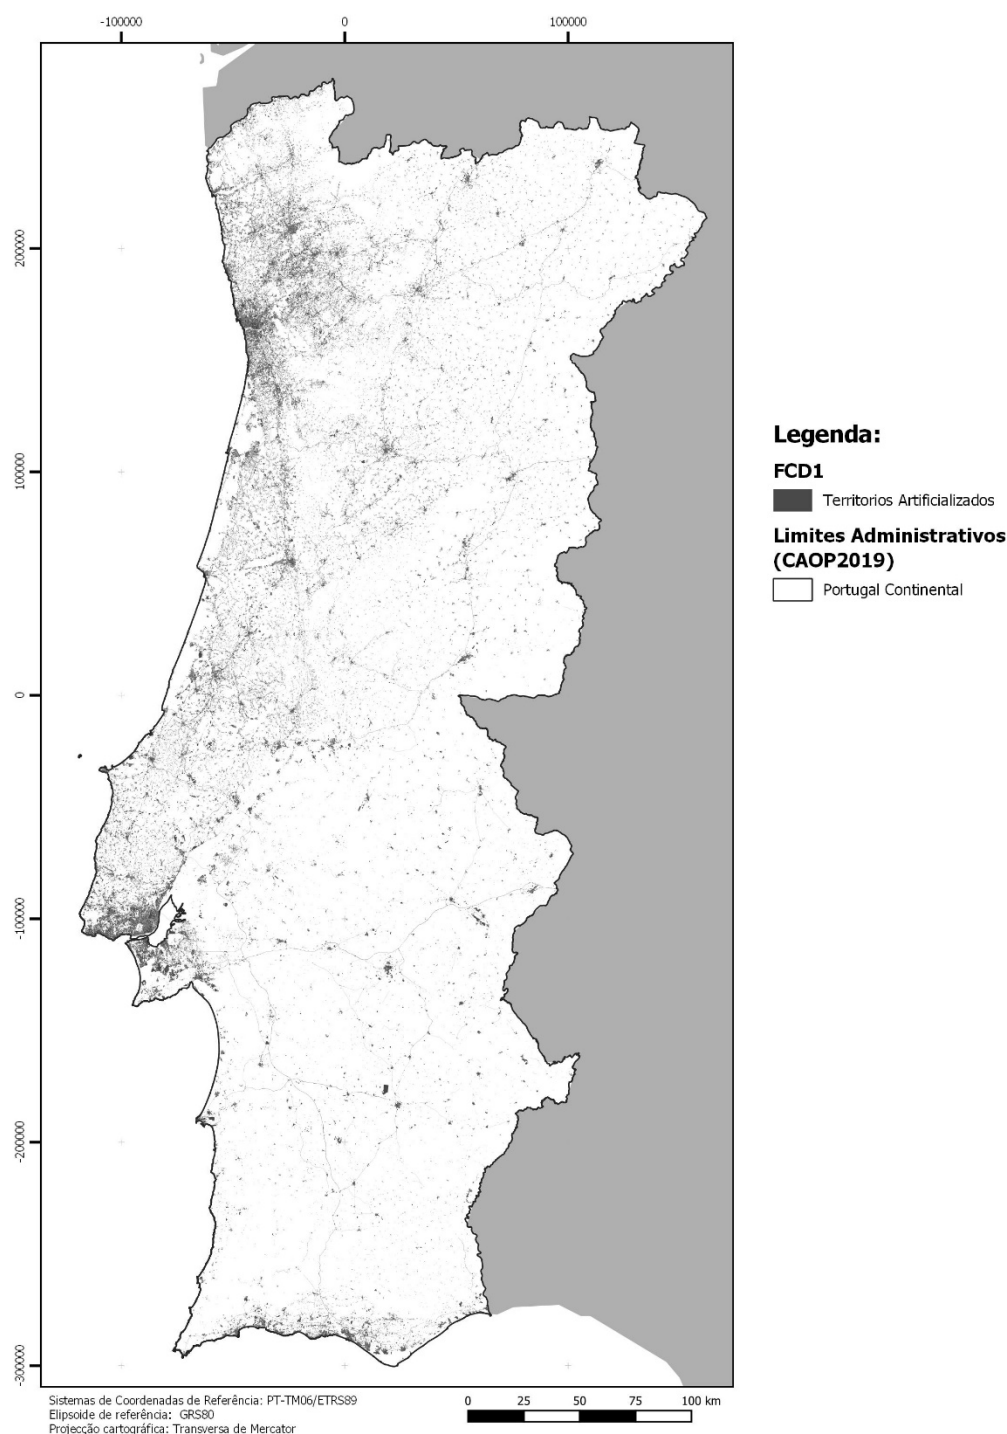 -100000 0 100000
200000
100000
0
-100000
-200000
-300000
Legenda:
FCD1
Territorios Artificializados
Limites Administrativos
(CAOP2019)
Portugal Continental
Sistemas de Coordenadas de Referência: PT-TM06/ETRS89
Elipsoide de referência: GRS80
Projecção cartográfica: Transversa de Mercator
0 25 50 75 100 km